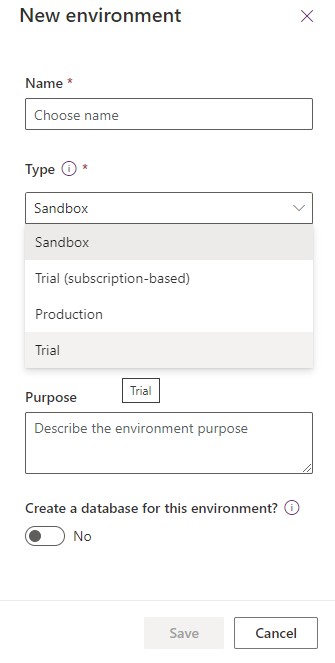 New environment
Name *
Choose name
Type *
Sandbox
Sandbox
Trial (subscription-based)
Production
Trial
Trial
Purpose
Describe the environment purpose
Create a database for this environment?
No
Save
Cancel